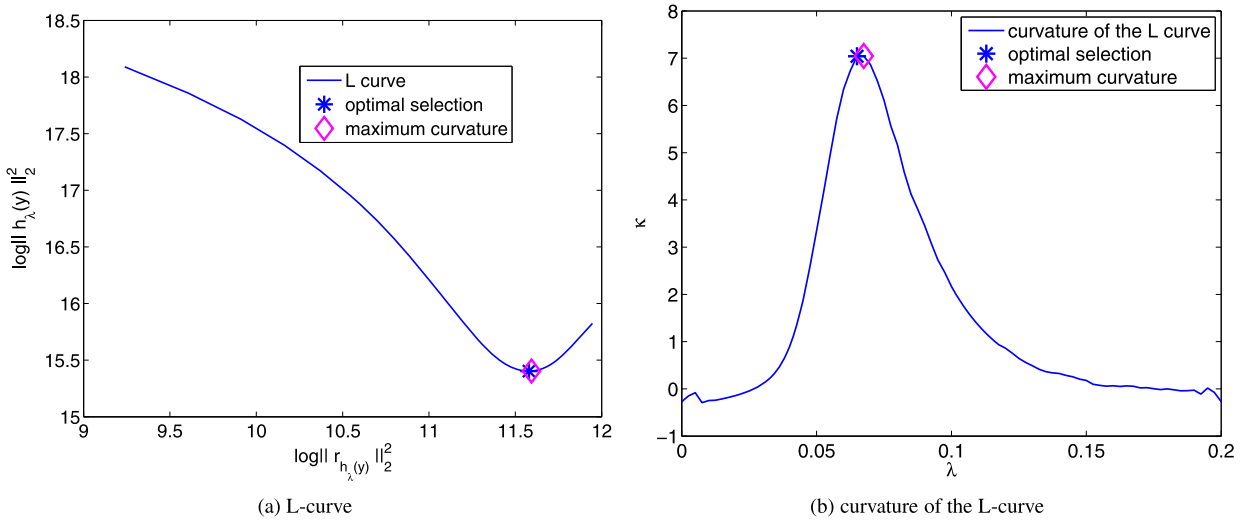 18.5
18
17.5
17
16.5
16
15.5
15
9
9.5
10
10.5
11
11.5
12
log|| h_λ(y) ||₂²
log|| r_{h_λ(y)} ||₂²
L curve
optimal selection
maximum curvature
(a) L-curve
8
7
6
5
4
3
2
1
0
−1
0
0.05
0.1
0.15
0.2
κ
λ
curvature of the L curve
optimal selection
maximum curvature
(b) curvature of the L-curve